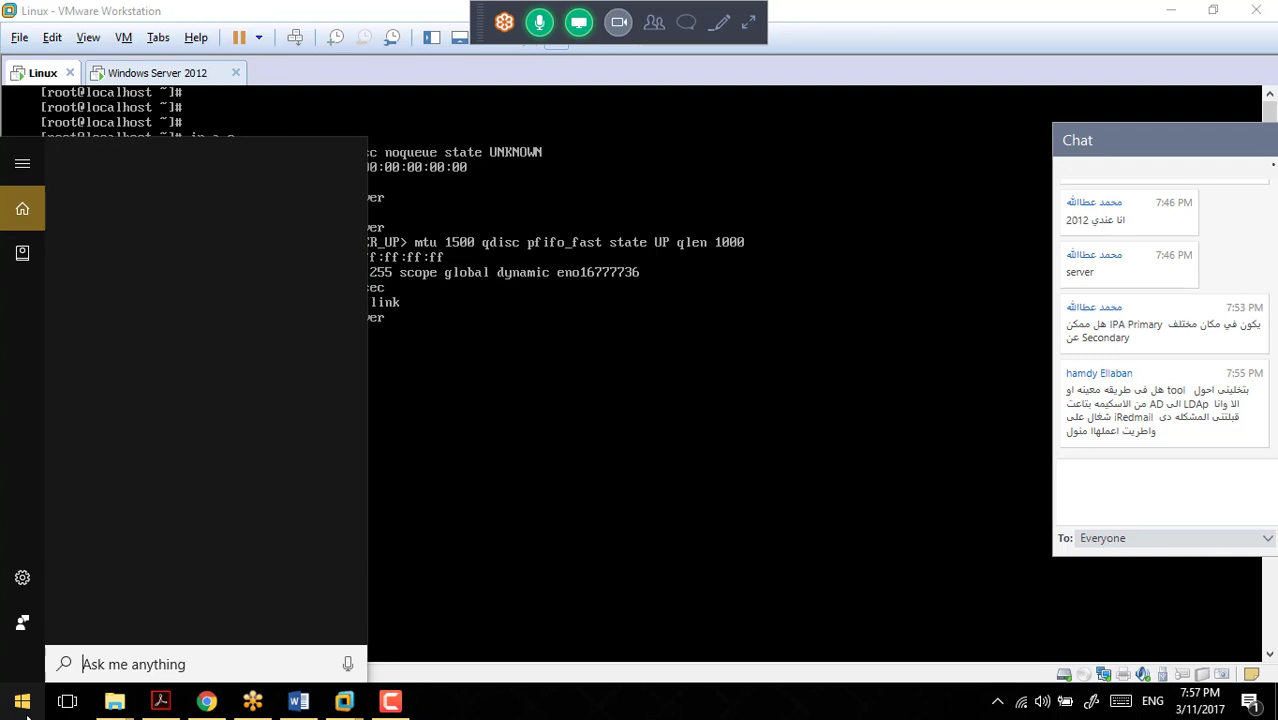 Linux - VMware Workstation
File Edit View VM Tabs Help
Linux Windows Server 2012
[root@localhost ~]#
[root@localhost ~]#
[root@localhost ~]#
[root@localhost ~]#
noqueue state UNKNOWN
00:00:00:00:00
R_UP> mtu 1500 qdisc pfifo_fast state UP qlen 1000
ff:ff:ff:ff
255 scope global dynamic eno16777736
link
Ask me anything
Chat
محمد عطاالله 7:46 PM
انا عندي 2012
محمد عطاالله 7:46 PM
server
محمد عطاالله 7:53 PM
هل ممكن IPA Primary يكون في مكان مختلف
عن Secondary
hamdy Ellaban 7:55 PM
هل فى طريقه معينه او tool بتخلينى احول
من الاسكيمه بتاعت AD الى LDAp الا وانا
شغال على iRedmail قبلتنى المشكله دى
واطريت اعملهاا منول
To: Everyone
ENG
7:57 PM
3/11/2017
1